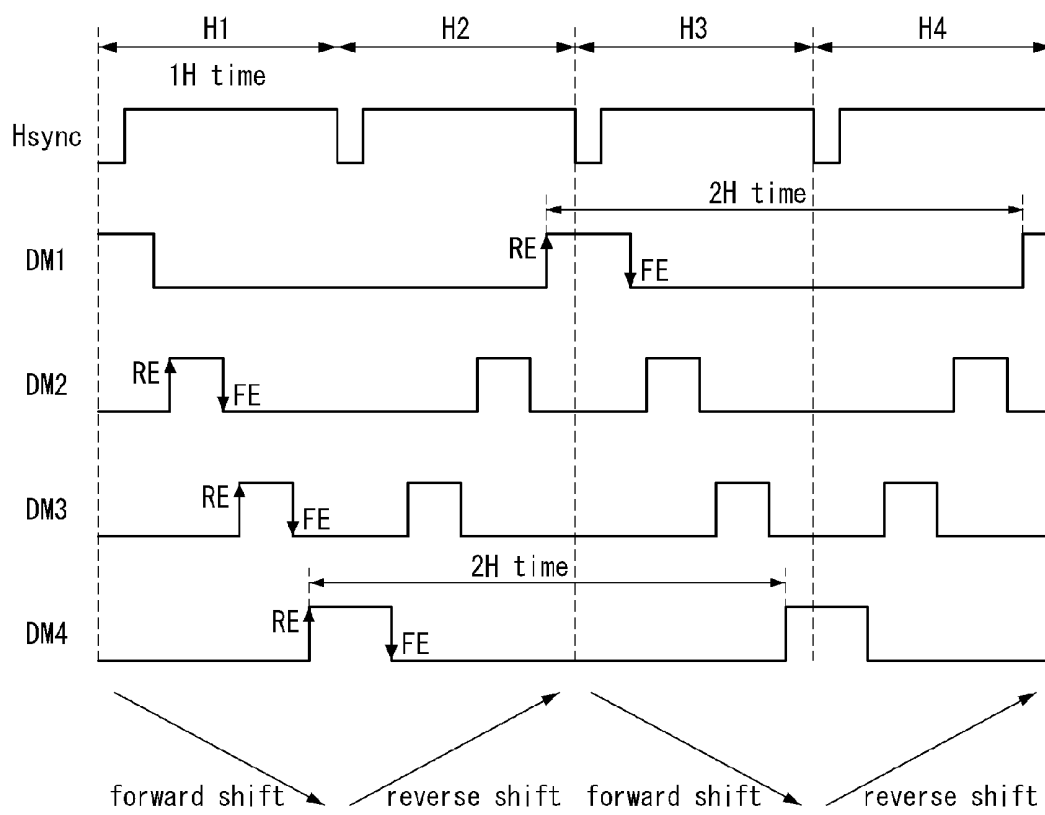 H1 H2 H3 H4
1H time
Hsync
2H time
DM1 RE FE
DM2 RE FE
DM3 RE FE
2H time
DM4 RE FE
forward shift reverse shift forward shift reverse shift